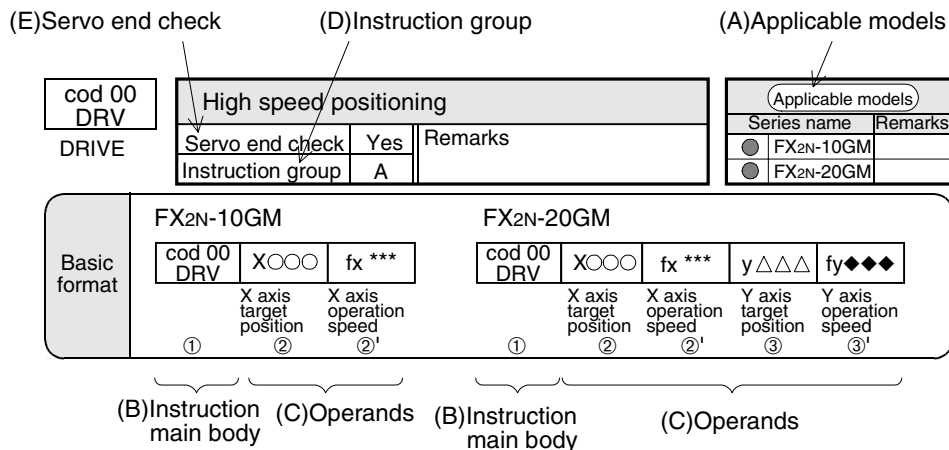 (E)Servo end check (D)Instruction group (A)Applicable models
cod 00
DRV
DRIVE
High speed positioning
Servo end check Yes Remarks
Instruction group A
Applicable models
Series name Remarks
FX2N-10GM
FX2N-20GM
Basic
format
FX2N-10GM
cod 00
DRV
X○○○
fx ***
X axis
target
position
X axis
operation
speed
① ② ②'
FX2N-20GM
cod 00
DRV
X○○○
fx ***
y△△△
fy◆◆◆
X axis
target
position
X axis
operation
speed
Y axis
target
position
Y axis
operation
speed
① ② ②' ③ ③'
(B)Instruction
main body
(C)Operands
(B)Instruction
main body
(C)Operands